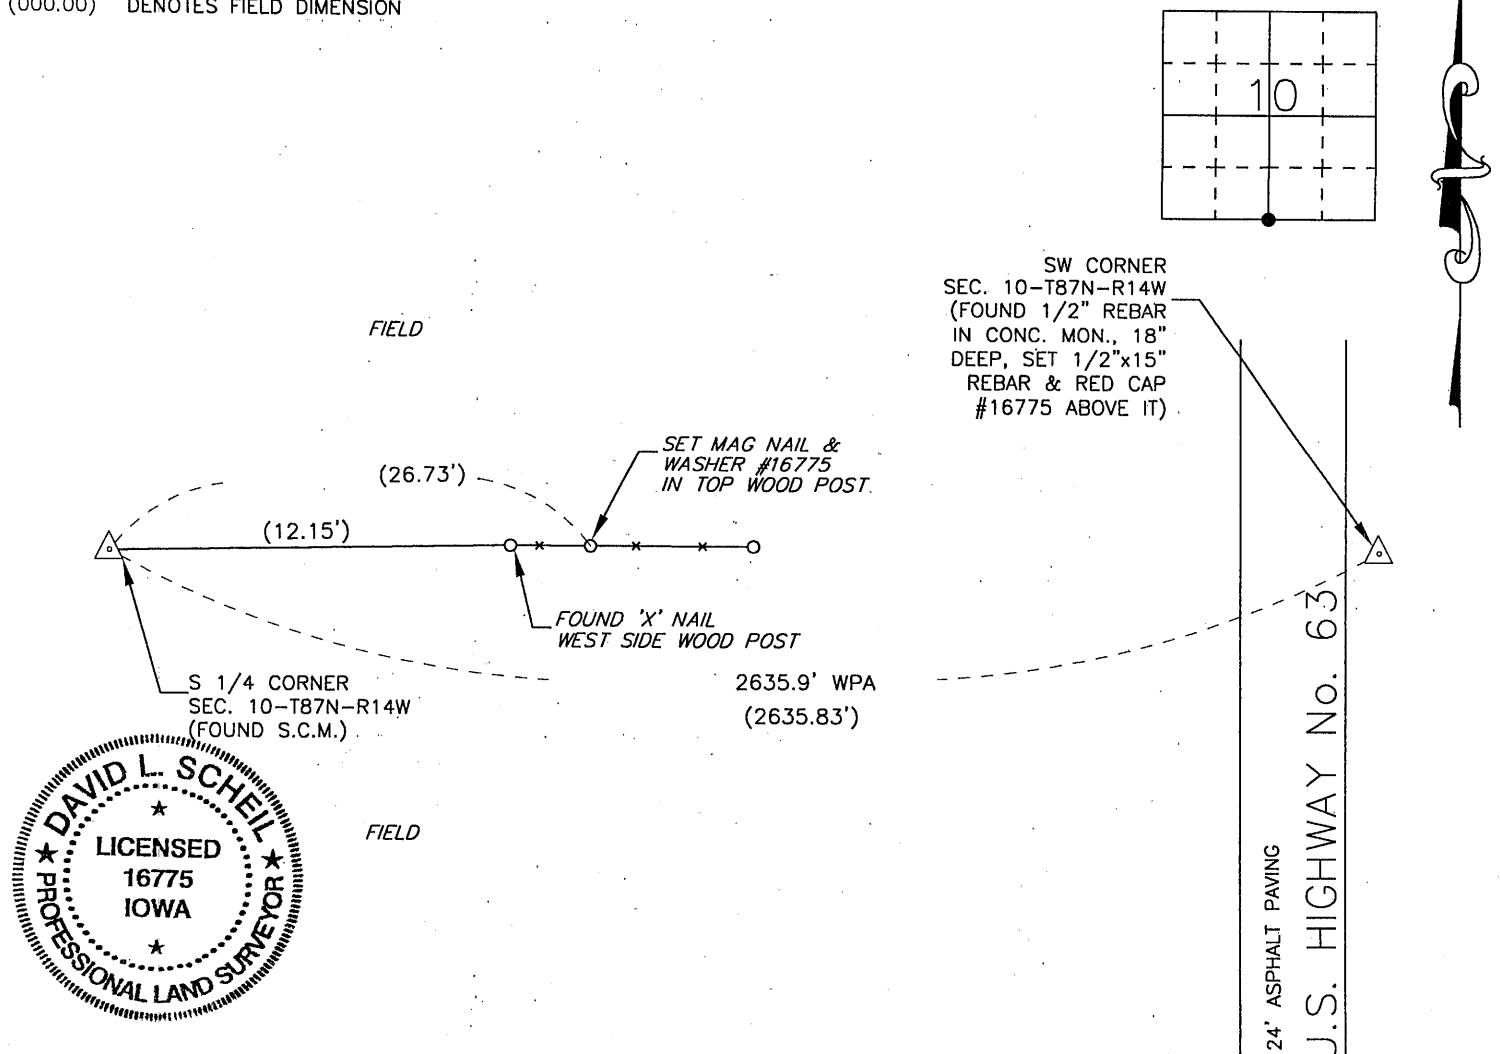 (000.00) DENOTES FIELD DIMENSION
10
SW CORNER
SEC. 10-T87N-R14W
(FOUND 1/2" REBAR
IN CONC. MON., 18"
DEEP, SET 1/2"x15"
REBAR & RED CAP
#16775 ABOVE IT)
FIELD
SET MAG NAIL &
WASHER #16775
IN TOP WOOD POST
(26.73')
(12.15')
FOUND 'X' NAIL
WEST SIDE WOOD POST
S 1/4 CORNER
SEC. 10-T87N-R14W
(FOUND S.C.M.)
2635.9' WPA
(2635.83')
DAVID L. SCHEIL
LICENSED
16775
IOWA
PROFESSIONAL LAND SURVEYOR
FIELD
24' ASPHALT PAVING
U.S. HIGHWAY No. 63